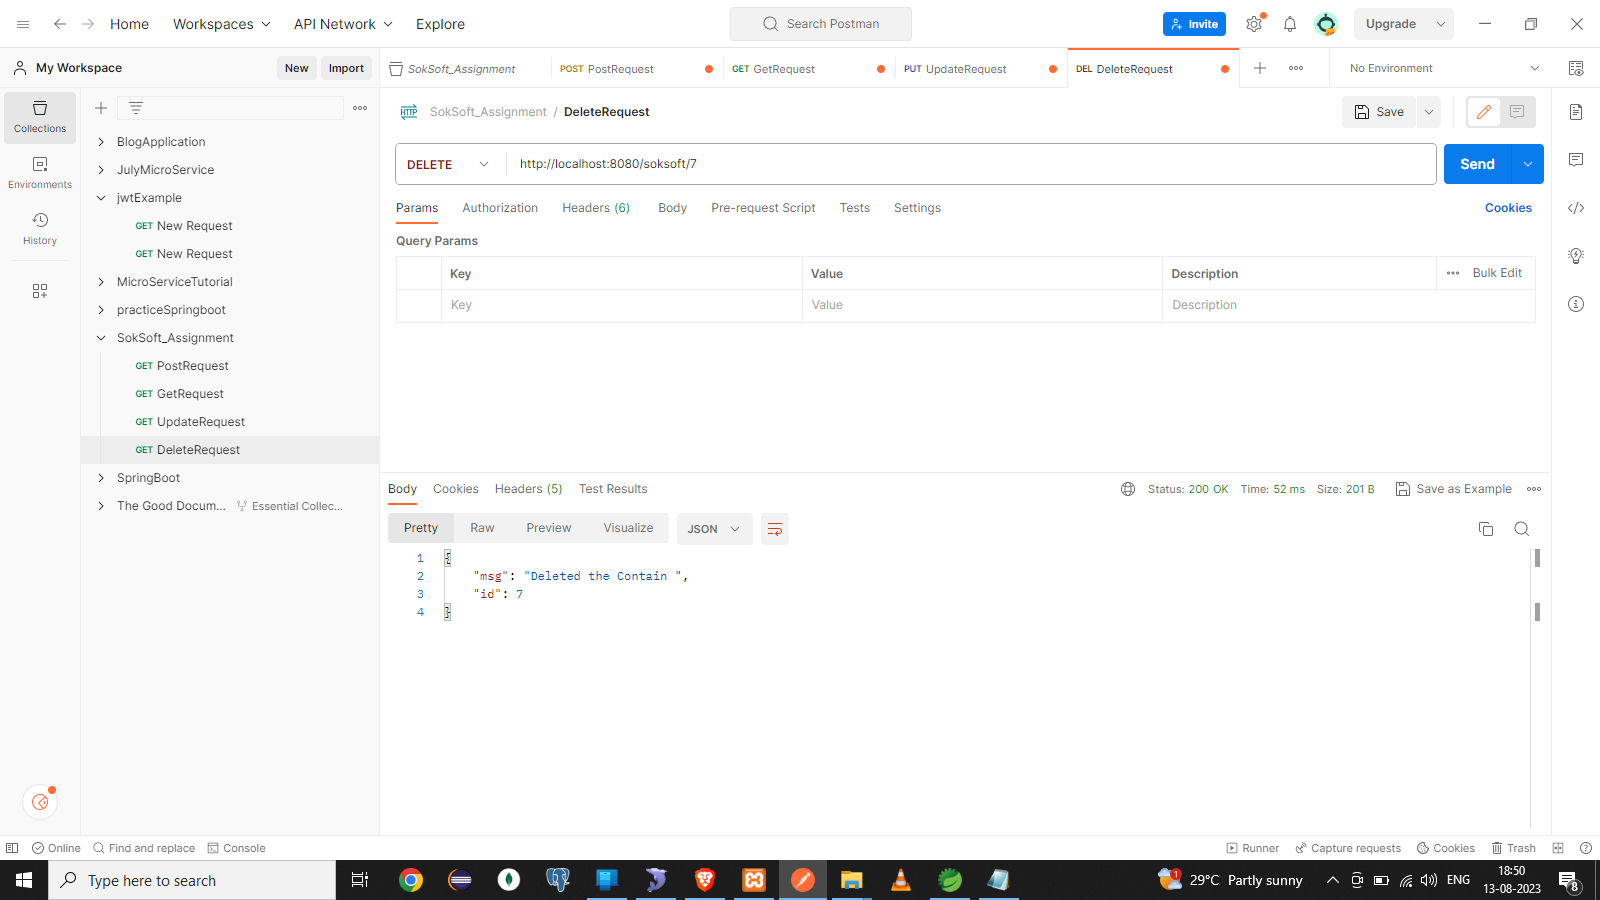 Home
Workspaces
API Network
Explore
Search Postman
Invite
Upgrade
My Workspace
New
Import
SokSoft_Assignment
POST PostRequest
GET GetRequest
PUT UpdateRequest
DEL DeleteRequest
No Environment
Collections
Environments
History
BlogApplication
JulyMicroService
jwtExample
GET New Request
GET New Request
MicroServiceTutorial
practiceSpringboot
SokSoft_Assignment
GET PostRequest
GET GetRequest
GET UpdateRequest
GET DeleteRequest
SpringBoot
The Good Docum... Essential Collec...
HTTP SokSoft_Assignment / DeleteRequest
Save
DELETE
http://localhost:8080/soksoft/7
Send
Params Authorization Headers (6) Body Pre-request Script Tests Settings
Cookies
Query Params
Key Value Description
Bulk Edit
Key Value Description
Body Cookies Headers (5) Test Results
Status: 200 OK Time: 52 ms Size: 201 B
Save as Example
Pretty Raw Preview Visualize
JSON
1 {
2 "msg": "Deleted the Contain ",
3 "id": 7
4 }
Online
Find and replace
Console
Runner
Capture requests
Cookies
Trash
Type here to search
1
29°C Partly sunny
ENG
18:50
13-08-2023
8